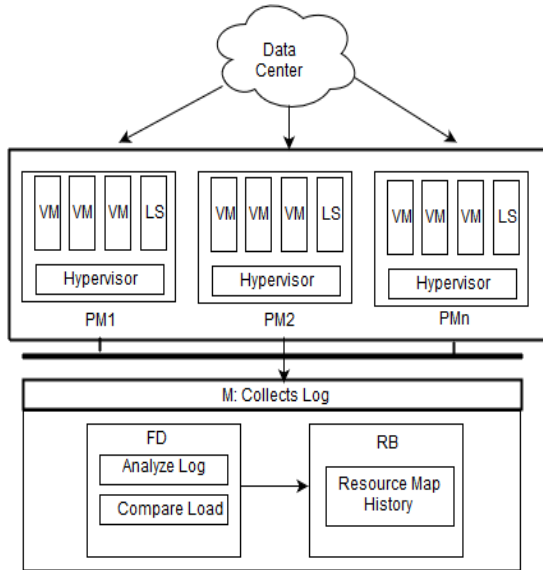 Data
Center
VM VM VM LS
Hypervisor
PM1
VM VM VM LS
Hypervisor
PM2
VM VM VM LS
Hypervisor
PMn
M: Collects Log
FD
Analyze Log
Compare Load
RB
Resource Map
History